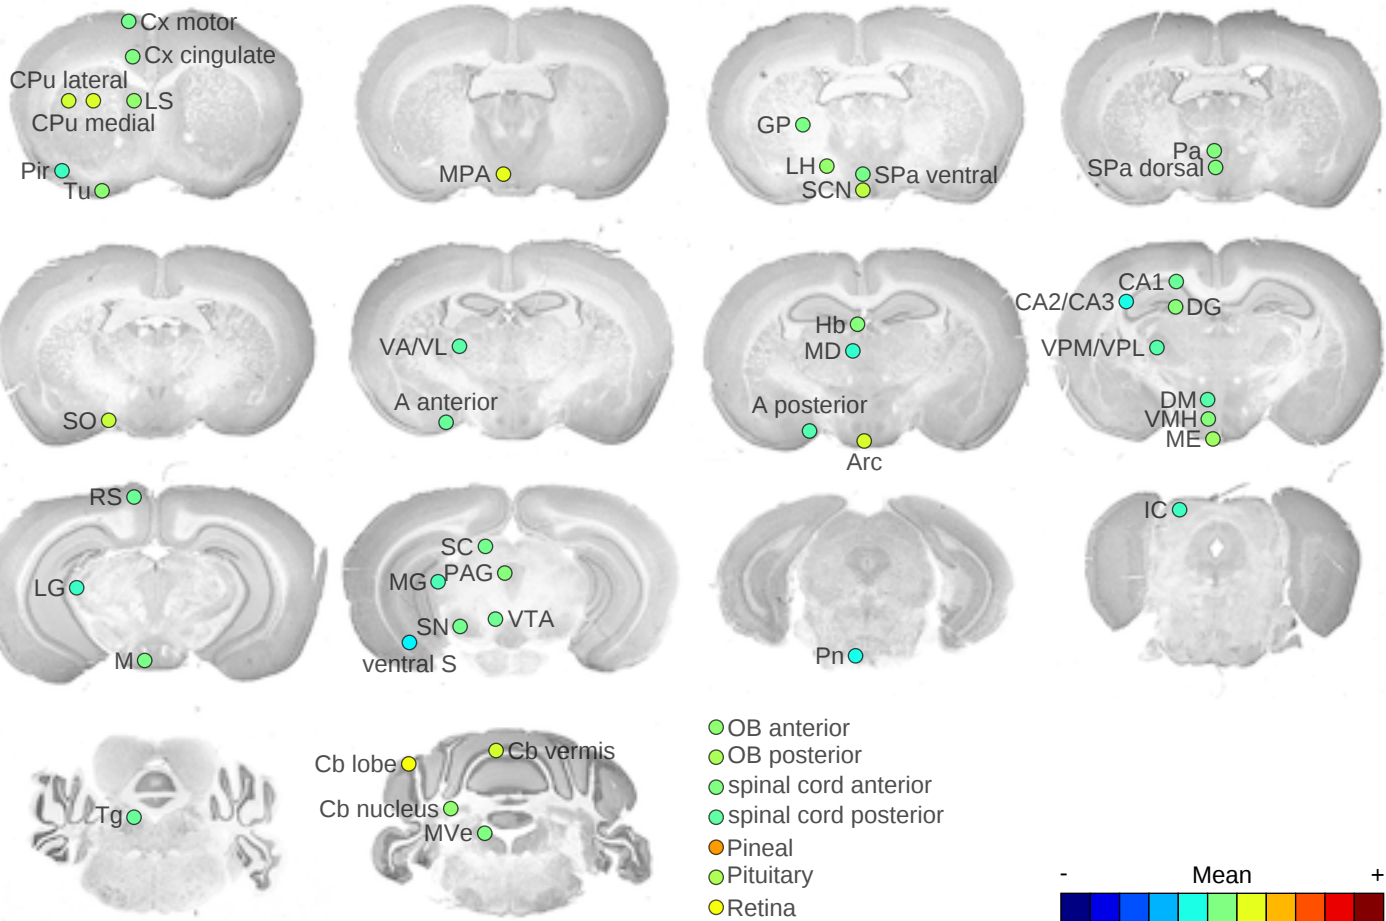 Cx motor
Cx cingulate
CPu lateral
LS
CPu medial
Pir
Tu
MPA
GP
LH
SPa ventral
SCN
Pa
SPa dorsal
SO
VA/VL
A anterior
Hb
MD
A posterior
Arc
CA1
CA2/CA3
DG
VPM/VPL
DM
VMH
ME
RS
LG
M
SC
PAG
MG
VTA
SN
ventral S
Pn
IC
Tg
Cb lobe
Cb vermis
Cb nucleus
MVe
OB anterior
OB posterior
spinal cord anterior
spinal cord posterior
Pineal
Pituitary
Retina
- Mean +